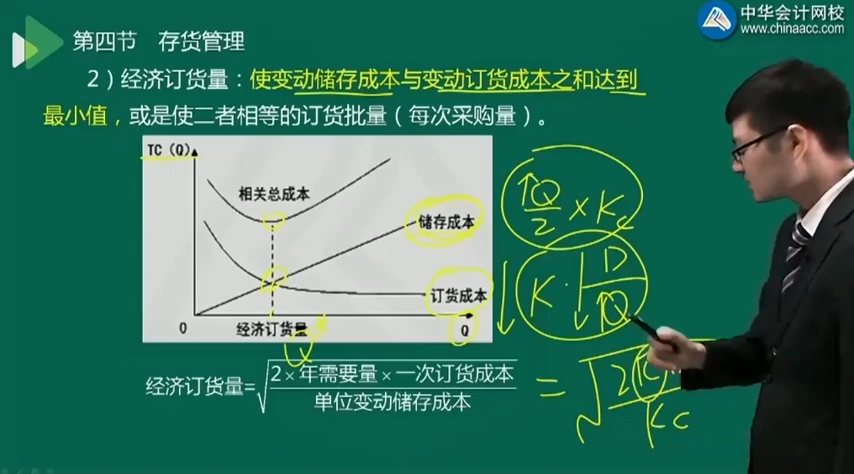 中华会计网校
www.chinaacc.com
第四节 存货管理
2）经济订货量：使变动储存成本与变动订货成本之和达到
最小值，或是使二者相等的订货批量（每次采购量）。
TC（Q）
相关总成本
储存成本
订货成本
0
经济订货量
Q
Q
↑Q/2 × Kc
↓ K · ↓ D/↑Q
经济订货量=√2×年需要量×一次订货成本/单位变动储存成本
= √2K/Kc